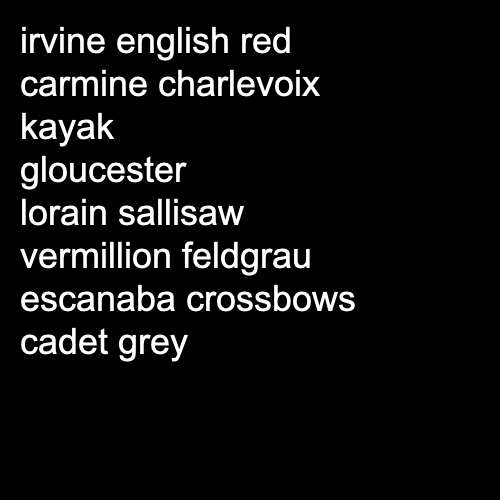 irvine english red
carmine charlevoix
kayak
gloucester
lorain sallisaw
vermillion feldgrau
escanaba crossbows
cadet grey